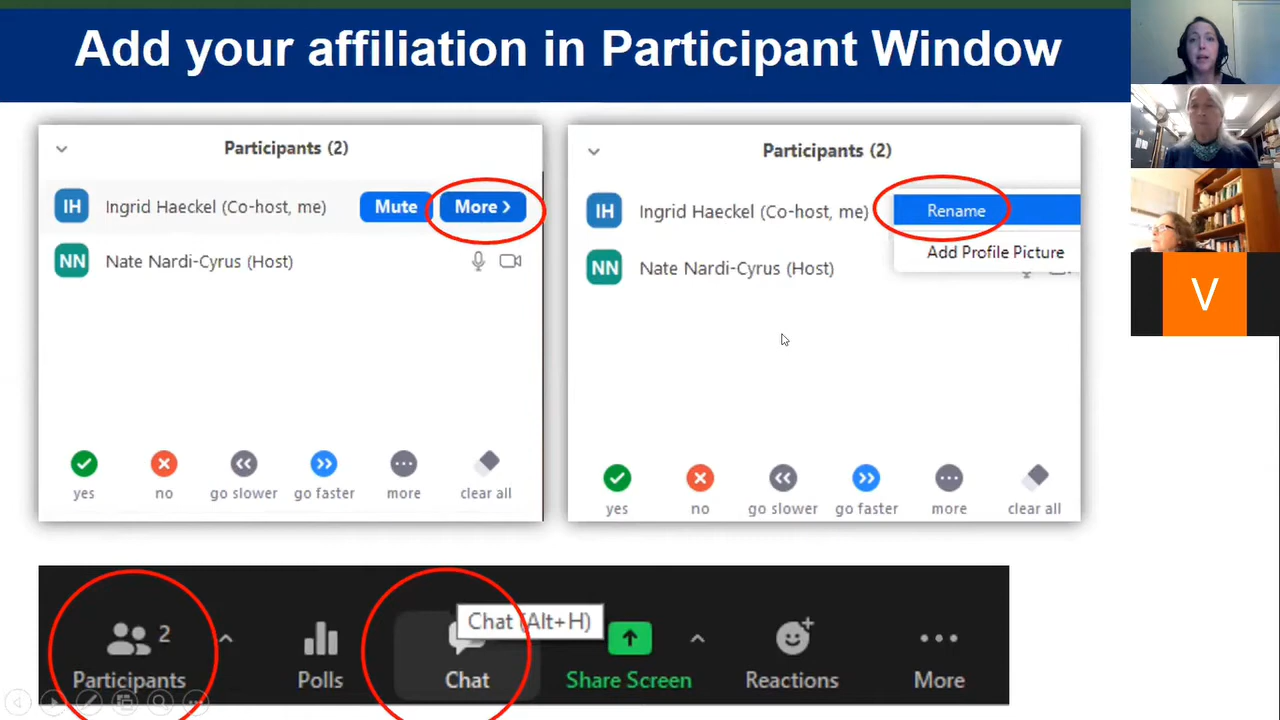 Add your affiliation in Participant Window
Participants (2)
IH Ingrid Haeckel (Co-host, me) Mute More >
NN Nate Nardi-Cyrus (Host)
yes no go slower go faster more clear all
Participants (2)
IH Ingrid Haeckel (Co-host, me) Rename
Add Profile Picture
NN Nate Nardi-Cyrus (Host)
yes no go slower go faster more clear all
V
2
Chat (Alt+H)
Participants Polls Chat Share Screen Reactions More